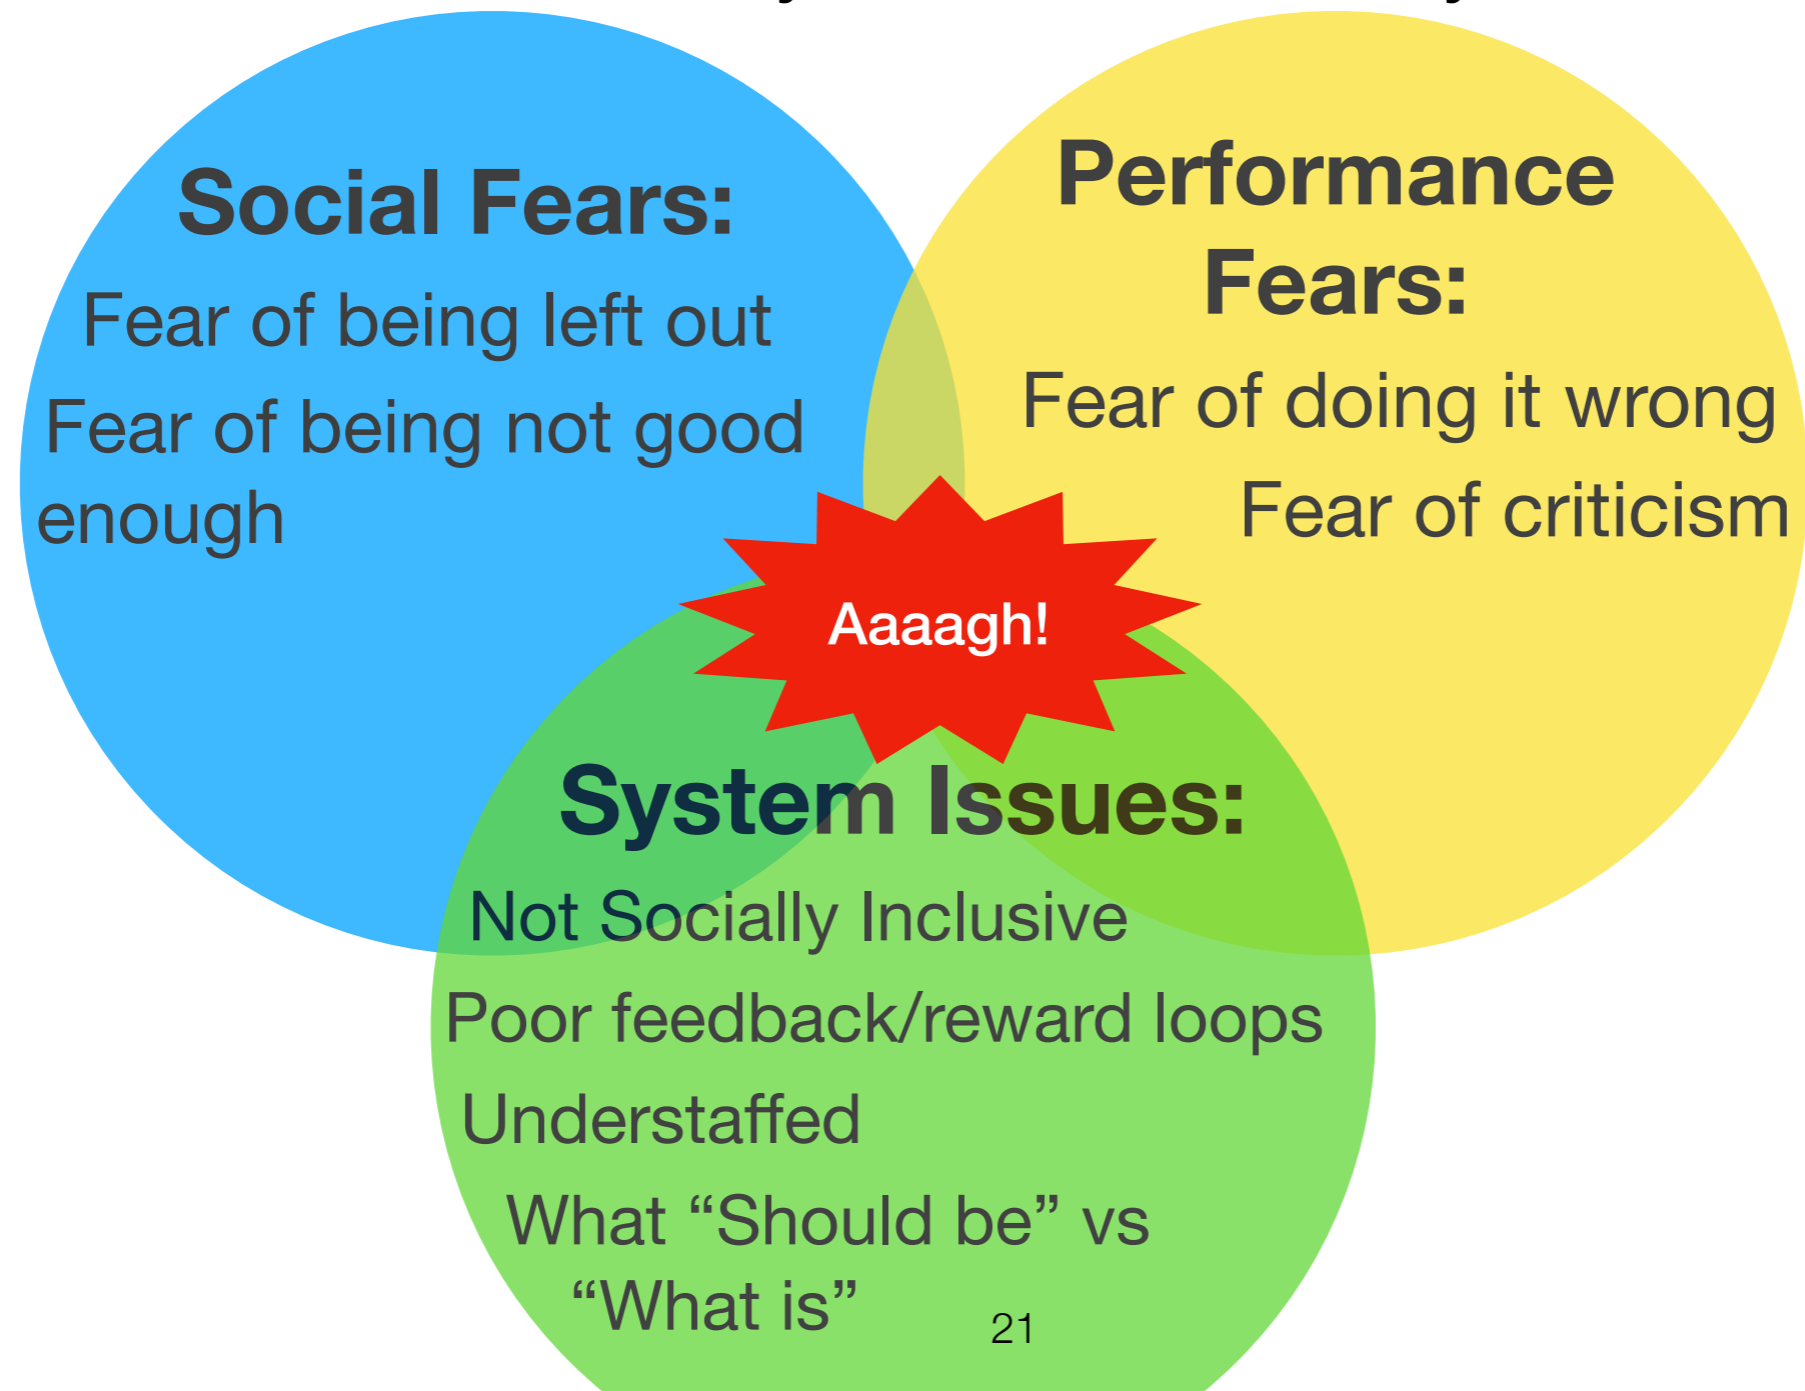 Social Fears:
Fear of being left out
Fear of being not good
enough
Performance
Fears:
Fear of doing it wrong
Fear of criticism
Aaaagh!
System Issues:
Not Socially Inclusive
Poor feedback/reward loops
Understaffed
What “Should be” vs
“What is”
21